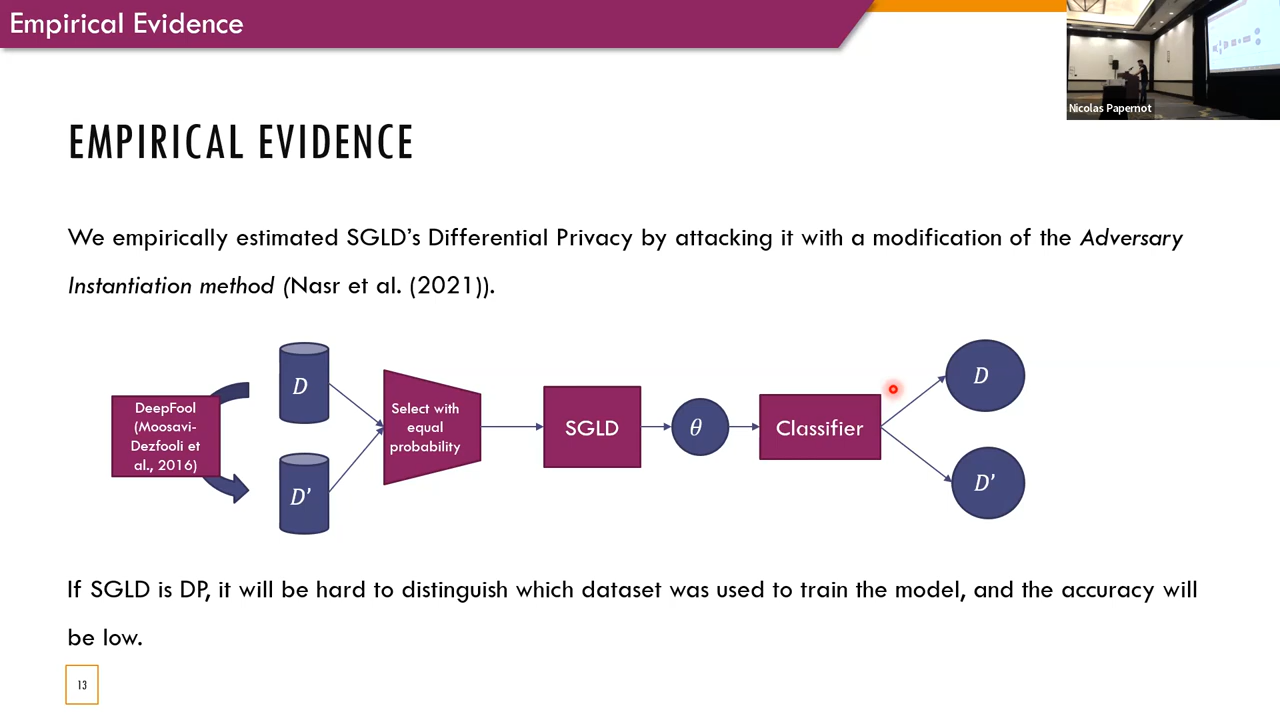 Empirical Evidence
Nicolas Papernot
EMPIRICAL EVIDENCE
We empirically estimated SGLD's Differential Privacy by attacking it with a modification of the Adversary
Instantiation method (Nasr et al. (2021)).
DeepFool
(Moosavi-
Dezfooli et
al., 2016)
D
D'
Select with
equal
probability
SGLD
θ
Classifier
D
D'
If SGLD is DP, it will be hard to distinguish which dataset was used to train the model, and the accuracy will
be low.
13